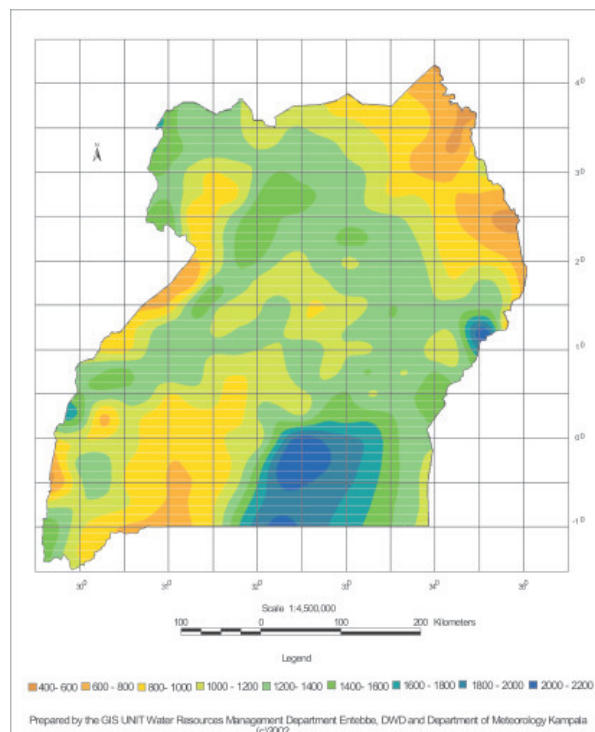 4⁰
3⁰
N
2⁰
1⁰
0⁰
-1⁰
30⁰ 31⁰ 32⁰ 33⁰ 34⁰ 35⁰
Scale 1:4,500,000
100 0 100 200 Kilometers
Legend
400- 600 600 - 800 800- 1000 1000 - 1200 1200- 1400 1400- 1600 1600 - 1800 1800 - 2000 2000 - 2200
Prepared by the GIS UNIT Water Resources Management Department Entebbe, DWD and Department of Meteorology Kampala
(c)2002